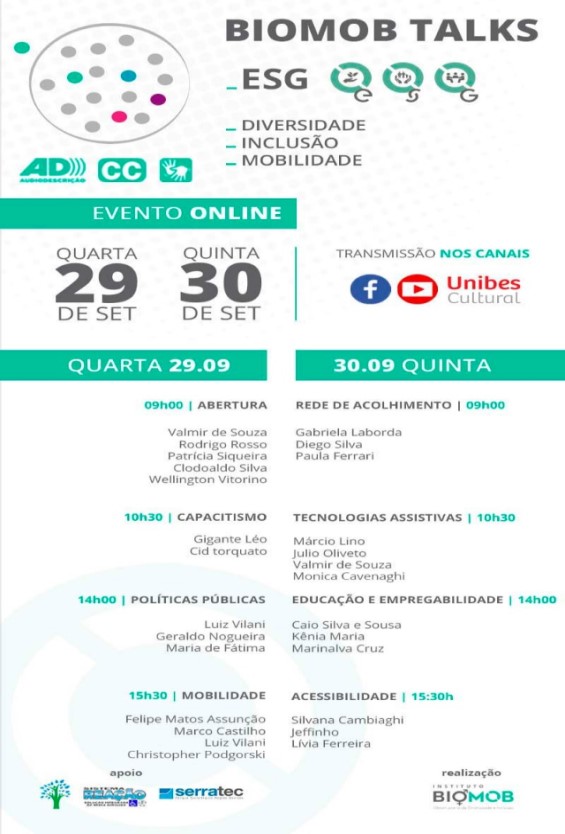 BIOMOB TALKS
_ESG
e S G
_ DIVERSIDADE
_ INCLUSÃO
_ MOBILIDADE
AD)))
AUDIODESCRIÇÃO
CC
EVENTO ONLINE
QUARTA
29
DE SET
QUINTA
30
DE SET
TRANSMISSÃO NOS CANAIS
f
Unibes
Cultural
QUARTA 29.09
09h00 | ABERTURA
Valmir de Souza
Rodrigo Rosso
Patrícia Siqueira
Clodoaldo Silva
Wellington Vitorino
10h30 | CAPACITISMO
Gigante Léo
Cid torquato
14h00 | POLÍTICAS PÚBLICAS
Luiz Vilani
Geraldo Nogueira
Maria de Fátima
15h30 | MOBILIDADE
Felipe Matos Assunção
Marco Castilho
Luiz Vilani
Christopher Podgorski
30.09 QUINTA
REDE DE ACOLHIMENTO | 09h00
Gabriela Laborda
Diego Silva
Paula Ferrari
TECNOLOGIAS ASSISTIVAS | 10h30
Márcio Lino
Julio Oliveto
Valmir de Souza
Monica Cavenaghi
EDUCAÇÃO E EMPREGABILIDADE | 14h00
Caio Silva e Sousa
Kênia Maria
Marinalva Cruz
ACESSIBILIDADE | 15:30h
Silvana Cambiaghi
Jeffinho
Lívia Ferreira
apoio
REAÇÃO
serratec
realização
INSTITUTO
BIOMOB